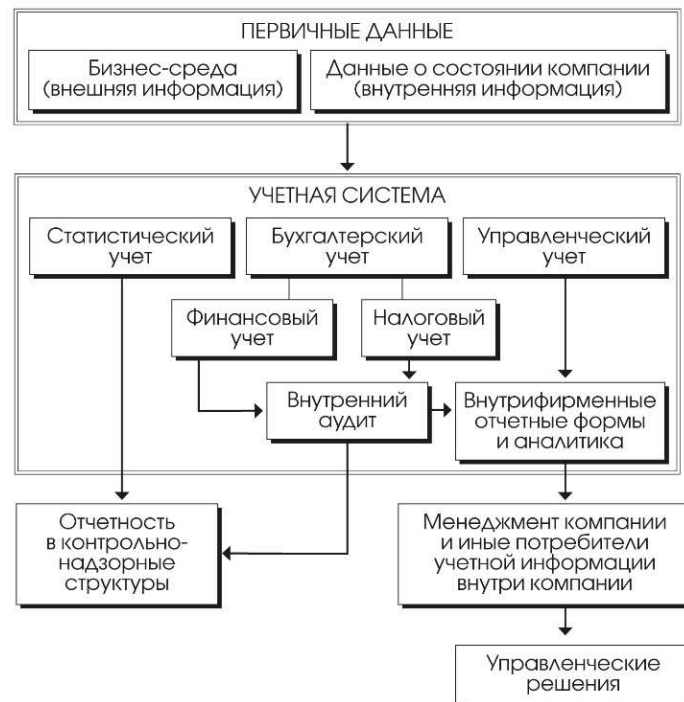 ПЕРВИЧНЫЕ ДАННЫЕ
Бизнес-среда
(внешняя информация)
Данные о состоянии компании
(внутренняя информация)
УЧЕТНАЯ СИСТЕМА
Статистический
учет
Бухгалтерский
учет
Управленческий
учет
Финансовый
учет
Налоговый
учет
Внутренний
аудит
Внутрифирменные
отчетные формы
и аналитика
Отчетность
в контрольно-
надзорные
структуры
Менеджмент компании
и иные потребители
учетной информации
внутри компании
Управленческие
решения